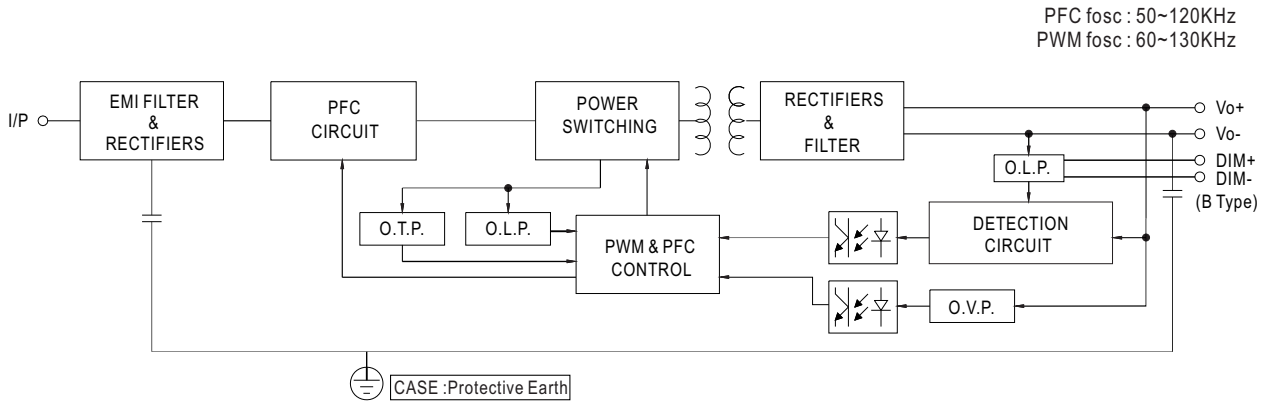 PFC fosc : 50~120KHz
PWM fosc : 60~130KHz
I/P
EMI FILTER
&
RECTIFIERS
PFC
CIRCUIT
POWER
SWITCHING
RECTIFIERS
&
FILTER
Vo+
Vo-
DIM+
DIM-
(B Type)
O.L.P.
O.T.P.
O.L.P.
PWM & PFC
CONTROL
DETECTION
CIRCUIT
O.V.P.
CASE :Protective Earth